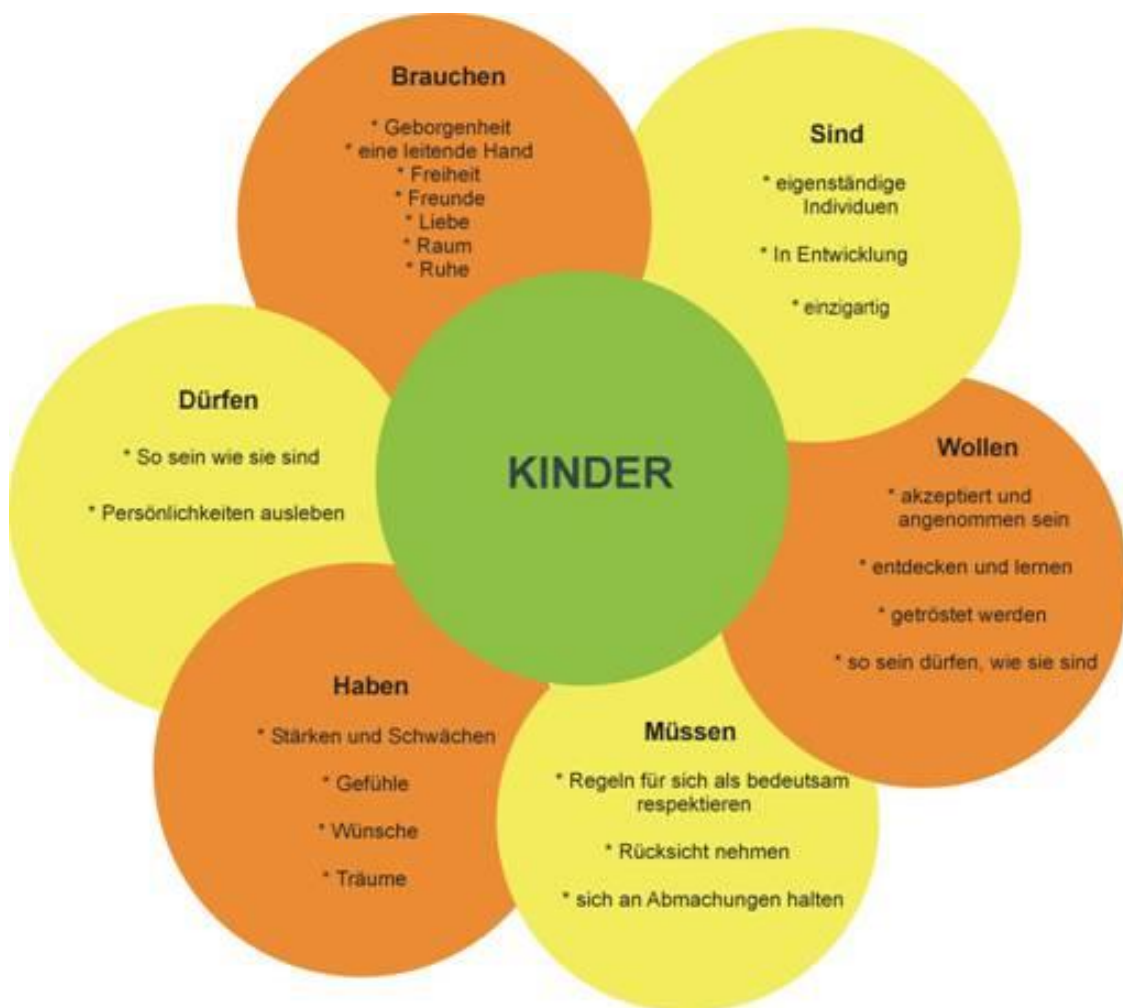 Brauchen
* Geborgenheit
* eine leitende Hand
* Freiheit
* Freunde
* Liebe
* Raum
* Ruhe
Sind
* eigenständige
Individuen
* In Entwicklung
* einzigartig
Dürfen
* So sein wie sie sind
* Persönlichkeiten ausleben
KINDER
Wollen
* akzeptiert und
angenommen sein
* entdecken und lernen
* getröstet werden
* so sein dürfen, wie sie sind
Haben
* Stärken und Schwächen
* Gefühle
* Wünsche
* Träume
Müssen
* Regeln für sich als bedeutsam
respektieren
* Rücksicht nehmen
* sich an Abmachungen halten